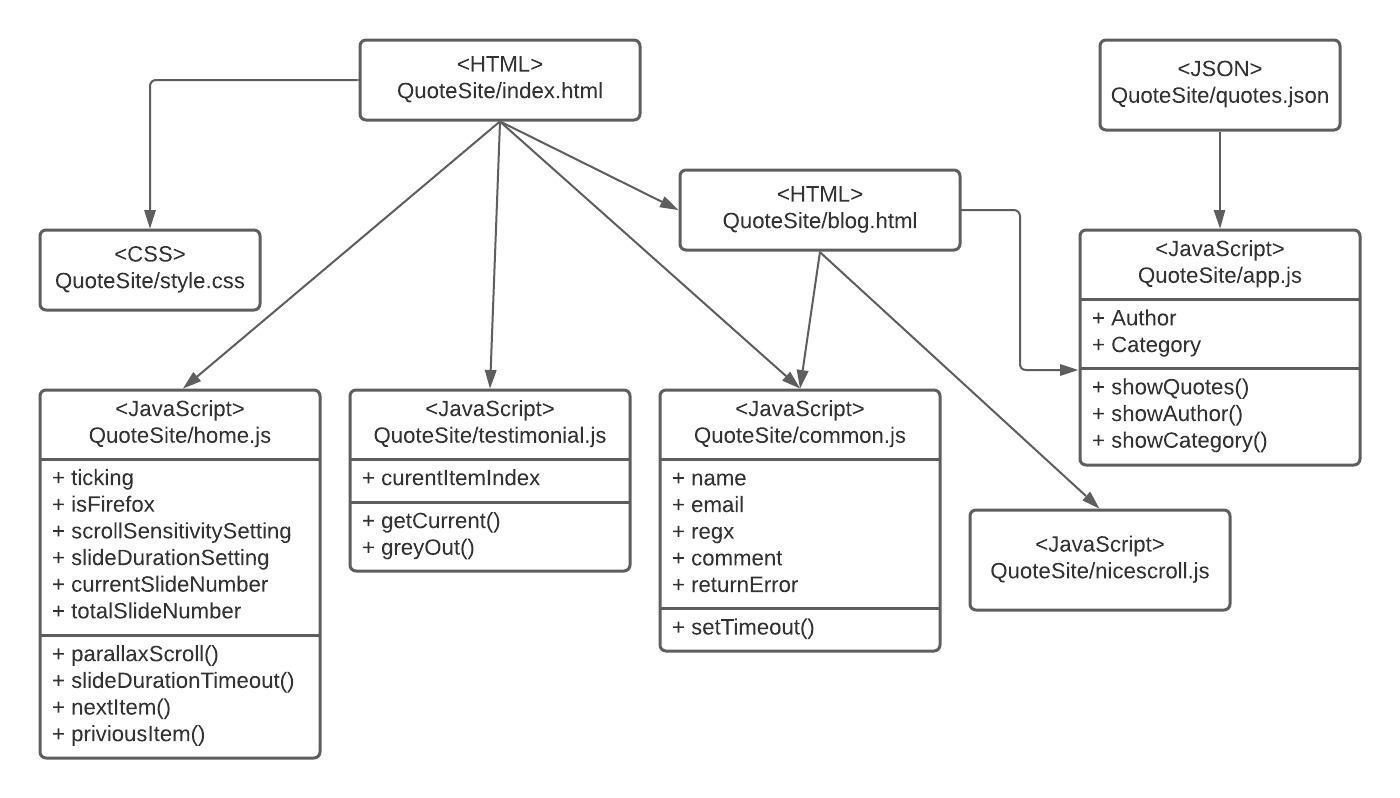 <HTML>
QuoteSite/index.html
<JSON>
QuoteSite/quotes.json
<HTML>
QuoteSite/blog.html
<CSS>
QuoteSite/style.css
<JavaScript>
QuoteSite/app.js
+ Author
+ Category
+ showQuotes()
+ showAuthor()
+ showCategory()
<JavaScript>
QuoteSite/home.js
+ ticking
+ isFirefox
+ scrollSensitivitySetting
+ slideDurationSetting
+ currentSlideNumber
+ totalSlideNumber
+ parallaxScroll()
+ slideDurationTimeout()
+ nextItem()
+ priviousItem()
<JavaScript>
QuoteSite/testimonial.js
+ curentItemIndex
+ getCurrent()
+ greyOut()
<JavaScript>
QuoteSite/common.js
+ name
+ email
+ regx
+ comment
+ returnError
+ setTimeout()
<JavaScript>
QuoteSite/nicescroll.js